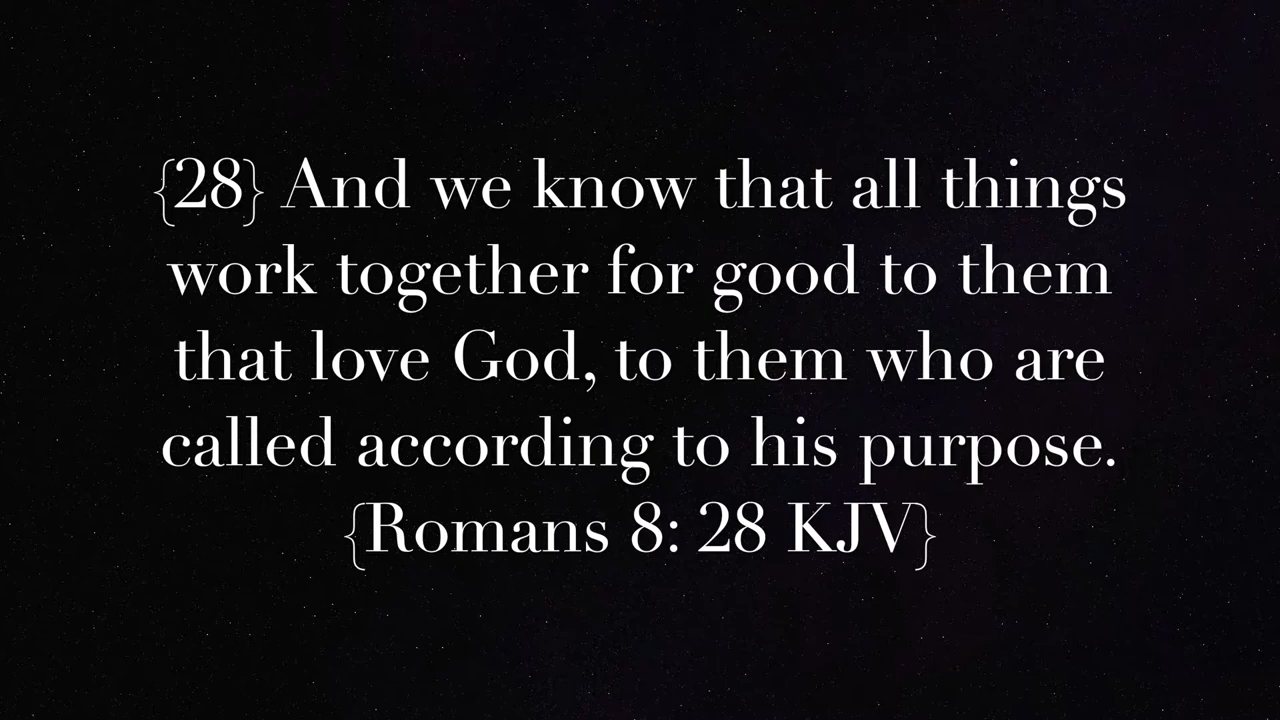 {28} And we know that all things
work together for good to them
that love God, to them who are
called according to his purpose.
{Romans 8: 28 KJV}